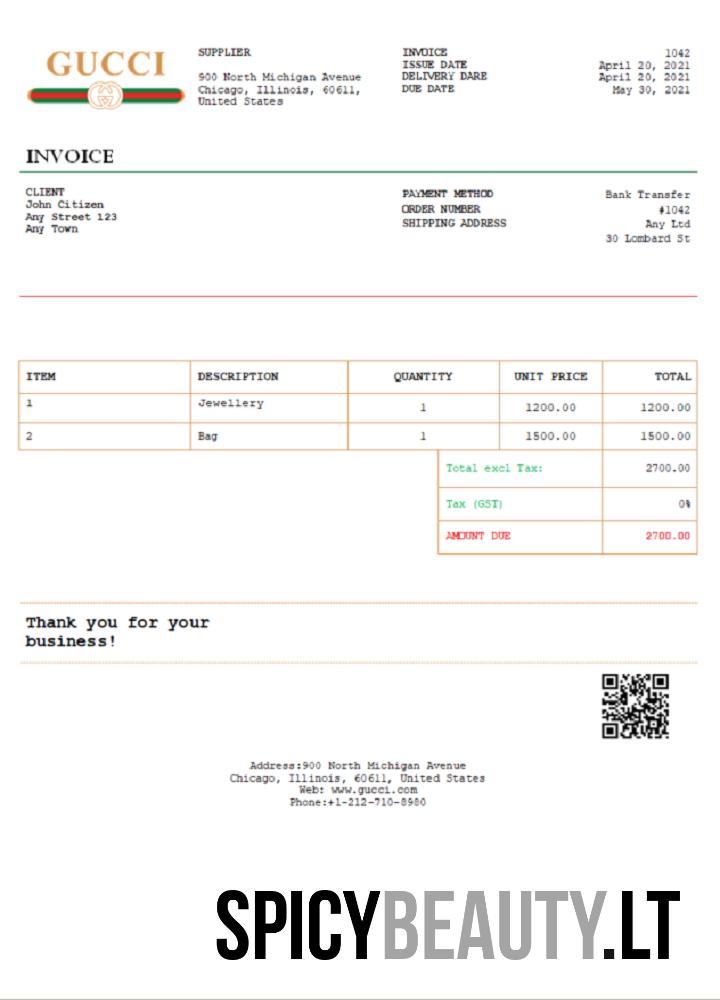 GUCCI
SUPPLIER
900 North Michigan Avenue
Chicago, Illinois, 60611,
United States
INVOICE 1042
ISSUE DATE April 20, 2021
DELIVERY DARE April 20, 2021
DUE DATE May 30, 2021
INVOICE
CLIENT
John Citizen
Any Street 123
Any Town
PAYMENT METHOD Bank Transfer
ORDER NUMBER #1042
SHIPPING ADDRESS Any Ltd
30 Lombard St
ITEM DESCRIPTION QUANTITY UNIT PRICE TOTAL
1 Jewellery 1 1200.00 1200.00
2 Bag 1 1500.00 1500.00
Total excl Tax: 2700.00
Tax (GST) 0%
AMOUNT DUE 2700.00
Thank you for your
business!
Address:900 North Michigan Avenue
Chicago, Illinois, 60611, United States
Web: www.gucci.com
Phone:+1-212-710-8980
SPICYBEAUTY.LT